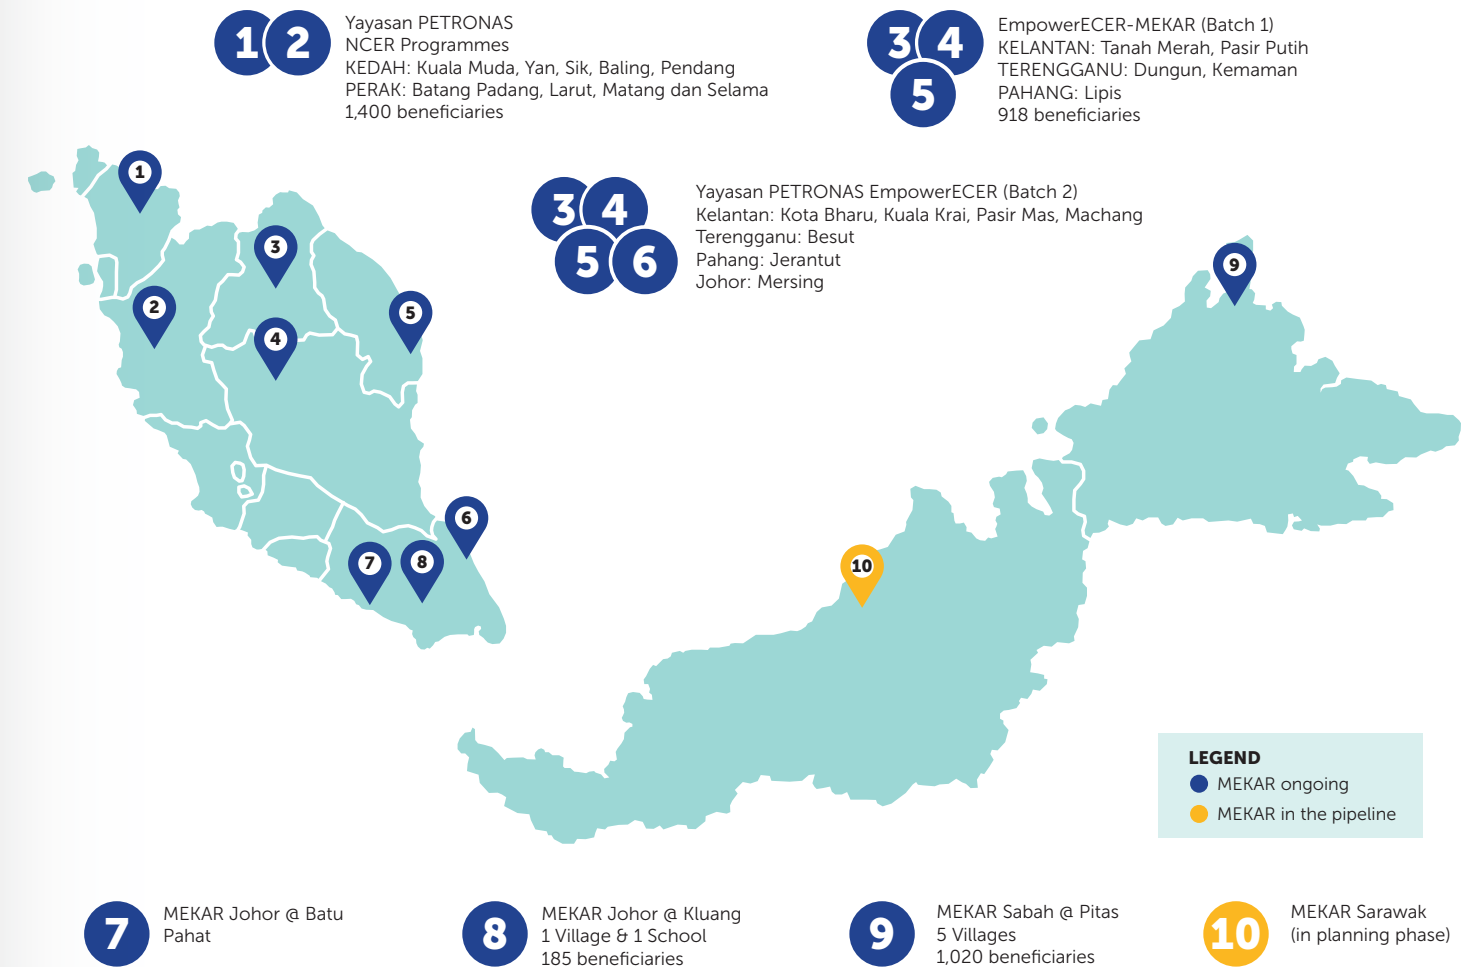 1 2
Yayasan PETRONAS
NCER Programmes
KEDAH: Kuala Muda, Yan, Sik, Baling, Pendang
PERAK: Batang Padang, Larut, Matang dan Selama
1,400 beneficiaries
3 4
5
EmpowerECER-MEKAR (Batch 1)
KELANTAN: Tanah Merah, Pasir Putih
TERENGGANU: Dungun, Kemaman
PAHANG: Lipis
918 beneficiaries
3 4
5 6
Yayasan PETRONAS EmpowerECER (Batch 2)
Kelantan: Kota Bharu, Kuala Krai, Pasir Mas, Machang
Terengganu: Besut
Pahang: Jerantut
Johor: Mersing
1
3
9
2
5
4
6
7
8
10
LEGEND
MEKAR ongoing
MEKAR in the pipeline
7
MEKAR Johor @ Batu
Pahat
8
MEKAR Johor @ Kluang
1 Village & 1 School
185 beneficiaries
9
MEKAR Sabah @ Pitas
5 Villages
1,020 beneficiaries
10
MEKAR Sarawak
(in planning phase)